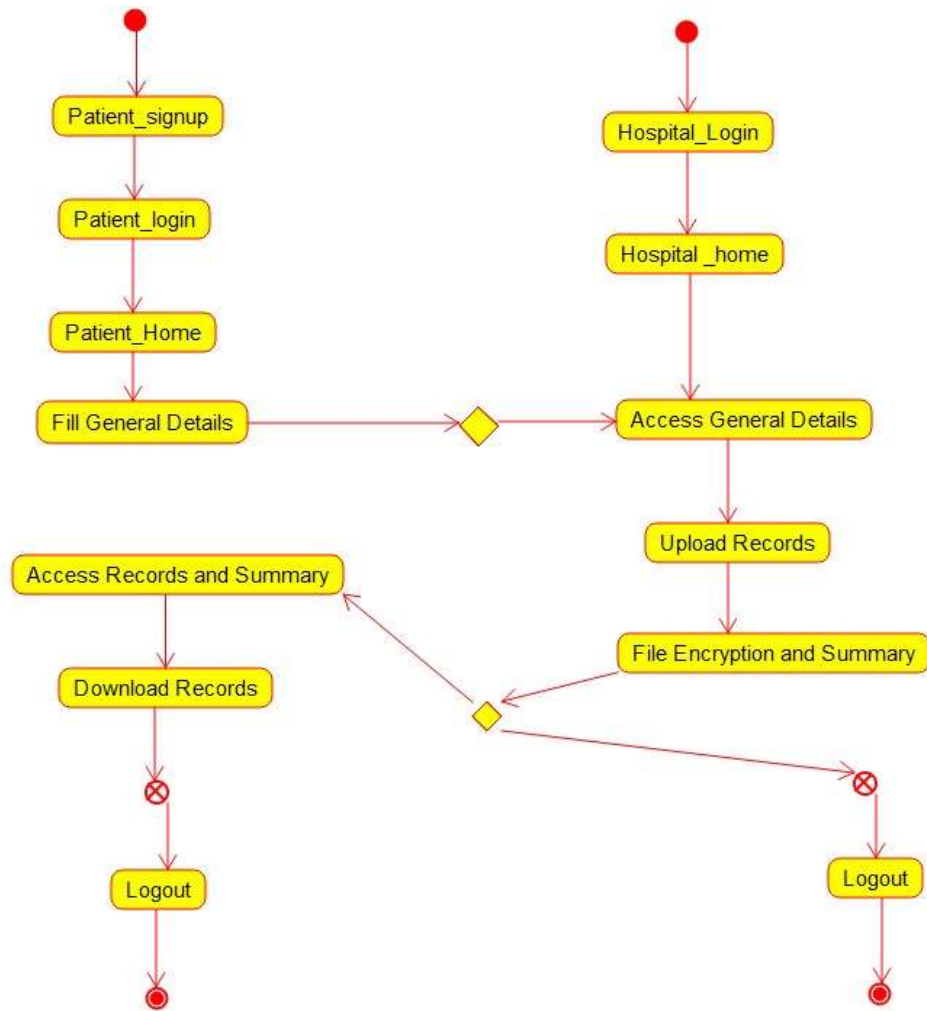 Patient_signup
Hospital_Login
Patient_login
Hospital _home
Patient_Home
Fill General Details
Access General Details
Upload Records
Access Records and Summary
File Encryption and Summary
Download Records
Logout
Logout